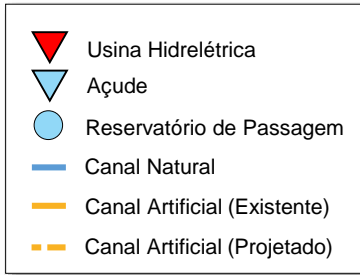 Usina Hidrelétrica
Açude
Reservatório de Passagem
Canal Natural
Canal Artificial (Existente)
Canal Artificial (Projetado)